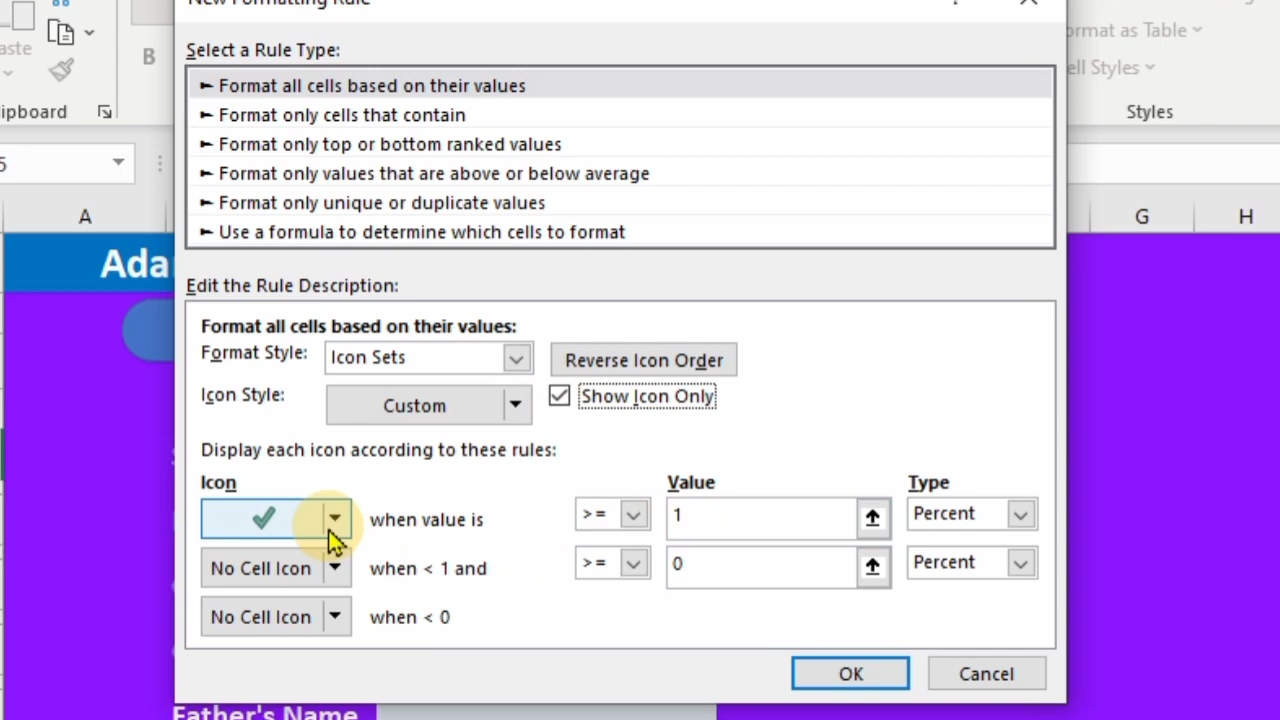 New Formatting Rule
Select a Rule Type:
► Format all cells based on their values
► Format only cells that contain
► Format only top or bottom ranked values
► Format only values that are above or below average
► Format only unique or duplicate values
► Use a formula to determine which cells to format
Edit the Rule Description:
Format all cells based on their values:
Format Style: Icon Sets Reverse Icon Order
Icon Style: Custom Show Icon Only
Display each icon according to these rules:
Icon Value Type
when value is >= 1 Percent
No Cell Icon when < 1 and >= 0 Percent
No Cell Icon when < 0
OK Cancel
aste
B
ipboard
ormat as Table
ell Styles
Styles
5
A G H
Ada
Father's Name